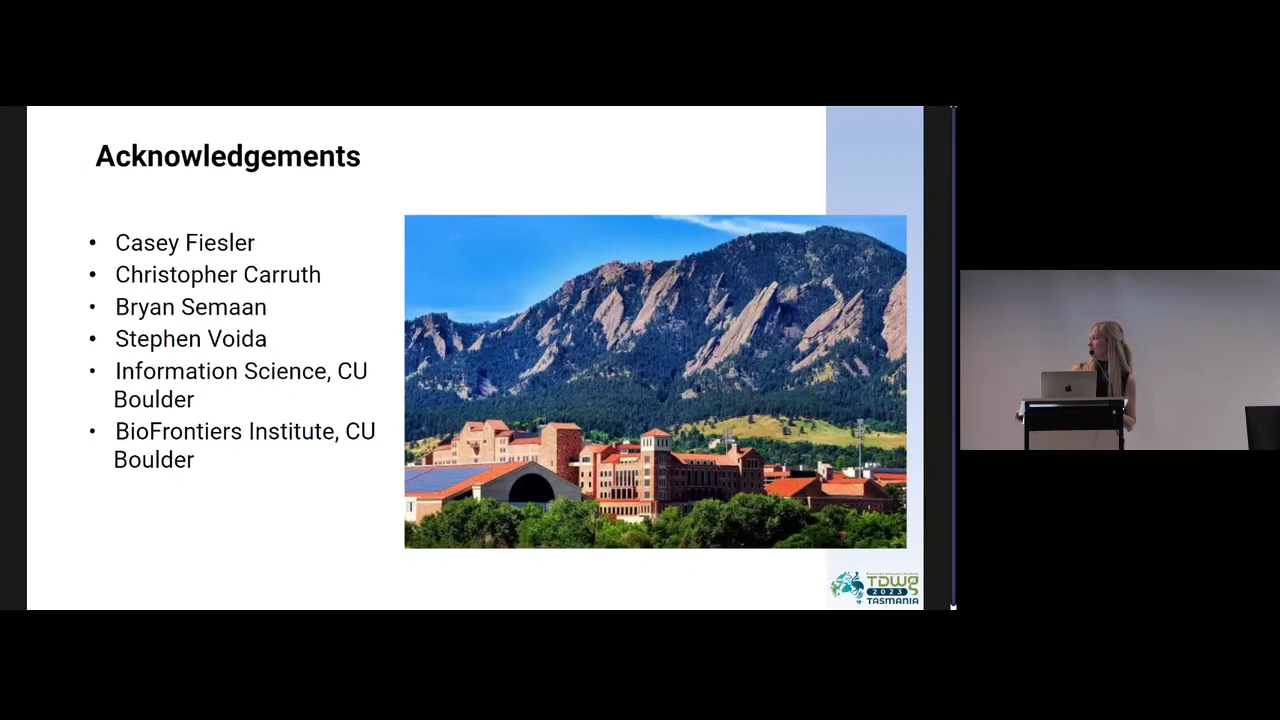 Acknowledgements
• Casey Fiesler
• Christopher Carruth
• Bryan Semaan
• Stephen Voida
• Information Science, CU
Boulder
• BioFrontiers Institute, CU
Boulder
TDWG
2023
TASMANIA